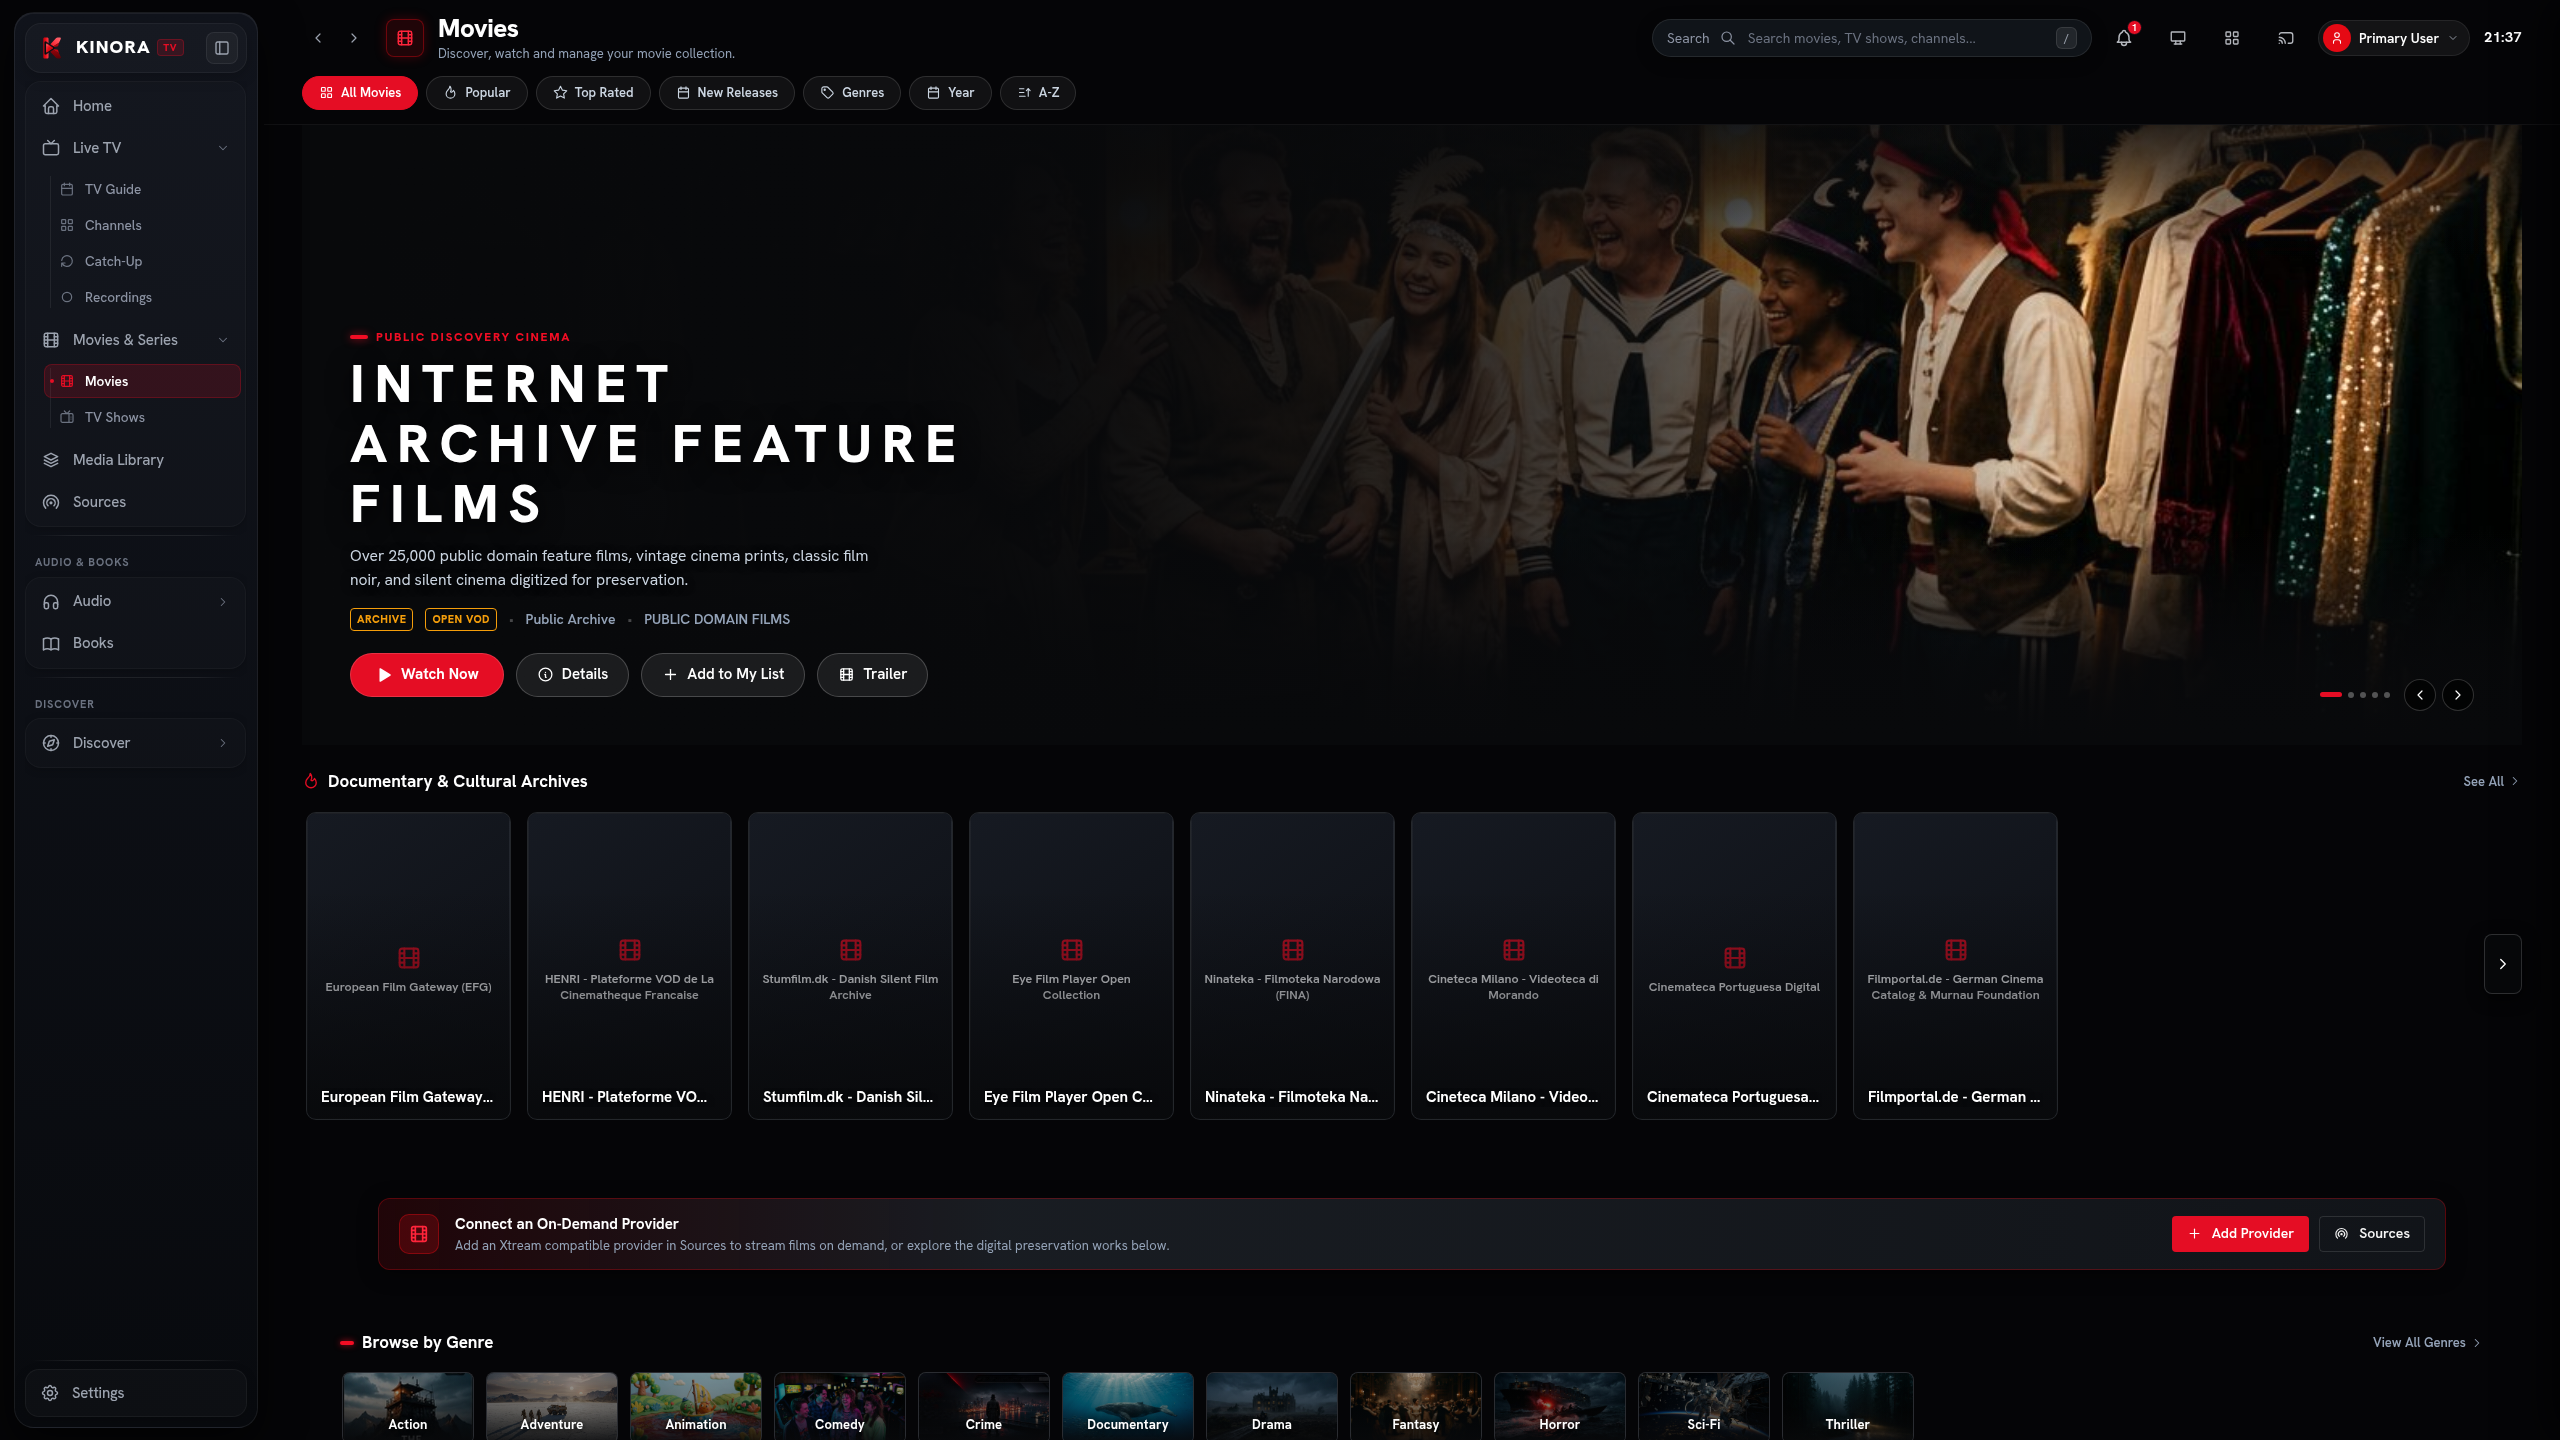 KINORA TV
Home
Live TV
TV Guide
Channels
Catch-Up
Recordings
Movies & Series
Movies
TV Shows
Media Library
Sources
AUDIO & BOOKS
Audio
Books
DISCOVER
Discover
Settings
Movies
Discover, watch and manage your movie collection.
Search Search movies, TV shows, channels... /
1
Primary User
21:37
All Movies
Popular
Top Rated
New Releases
Genres
Year
A-Z
PUBLIC DISCOVERY CINEMA
INTERNET
ARCHIVE FEATURE
FILMS
Over 25,000 public domain feature films, vintage cinema prints, classic film
noir, and silent cinema digitized for preservation.
ARCHIVE OPEN VOD • Public Archive • PUBLIC DOMAIN FILMS
Watch Now
Details
Add to My List
Trailer
Documentary & Cultural Archives
See All
European Film Gateway (EFG)
European Film Gateway...
HENRI - Plateforme VOD de La
Cinematheque Francaise
HENRI - Plateforme VO...
Stumfilm.dk - Danish Silent Film
Archive
Stumfilm.dk - Danish Sil...
Eye Film Player Open
Collection
Eye Film Player Open C...
Ninateka - Filmoteka Narodowa
(FINA)
Ninateka - Filmoteka Na...
Cineteca Milano - Videoteca di
Morando
Cineteca Milano - Video...
Cinemateca Portuguesa Digital
Cinemateca Portuguesa...
Filmportal.de - German Cinema
Catalog & Murnau Foundation
Filmportal.de - German ...
Connect an On-Demand Provider
Add an Xtream compatible provider in Sources to stream films on demand, or explore the digital preservation works below.
Add Provider
Sources
Browse by Genre
View All Genres
Action
Adventure
Animation
Comedy
Crime
Documentary
Drama
Fantasy
Horror
Sci-Fi
Thriller